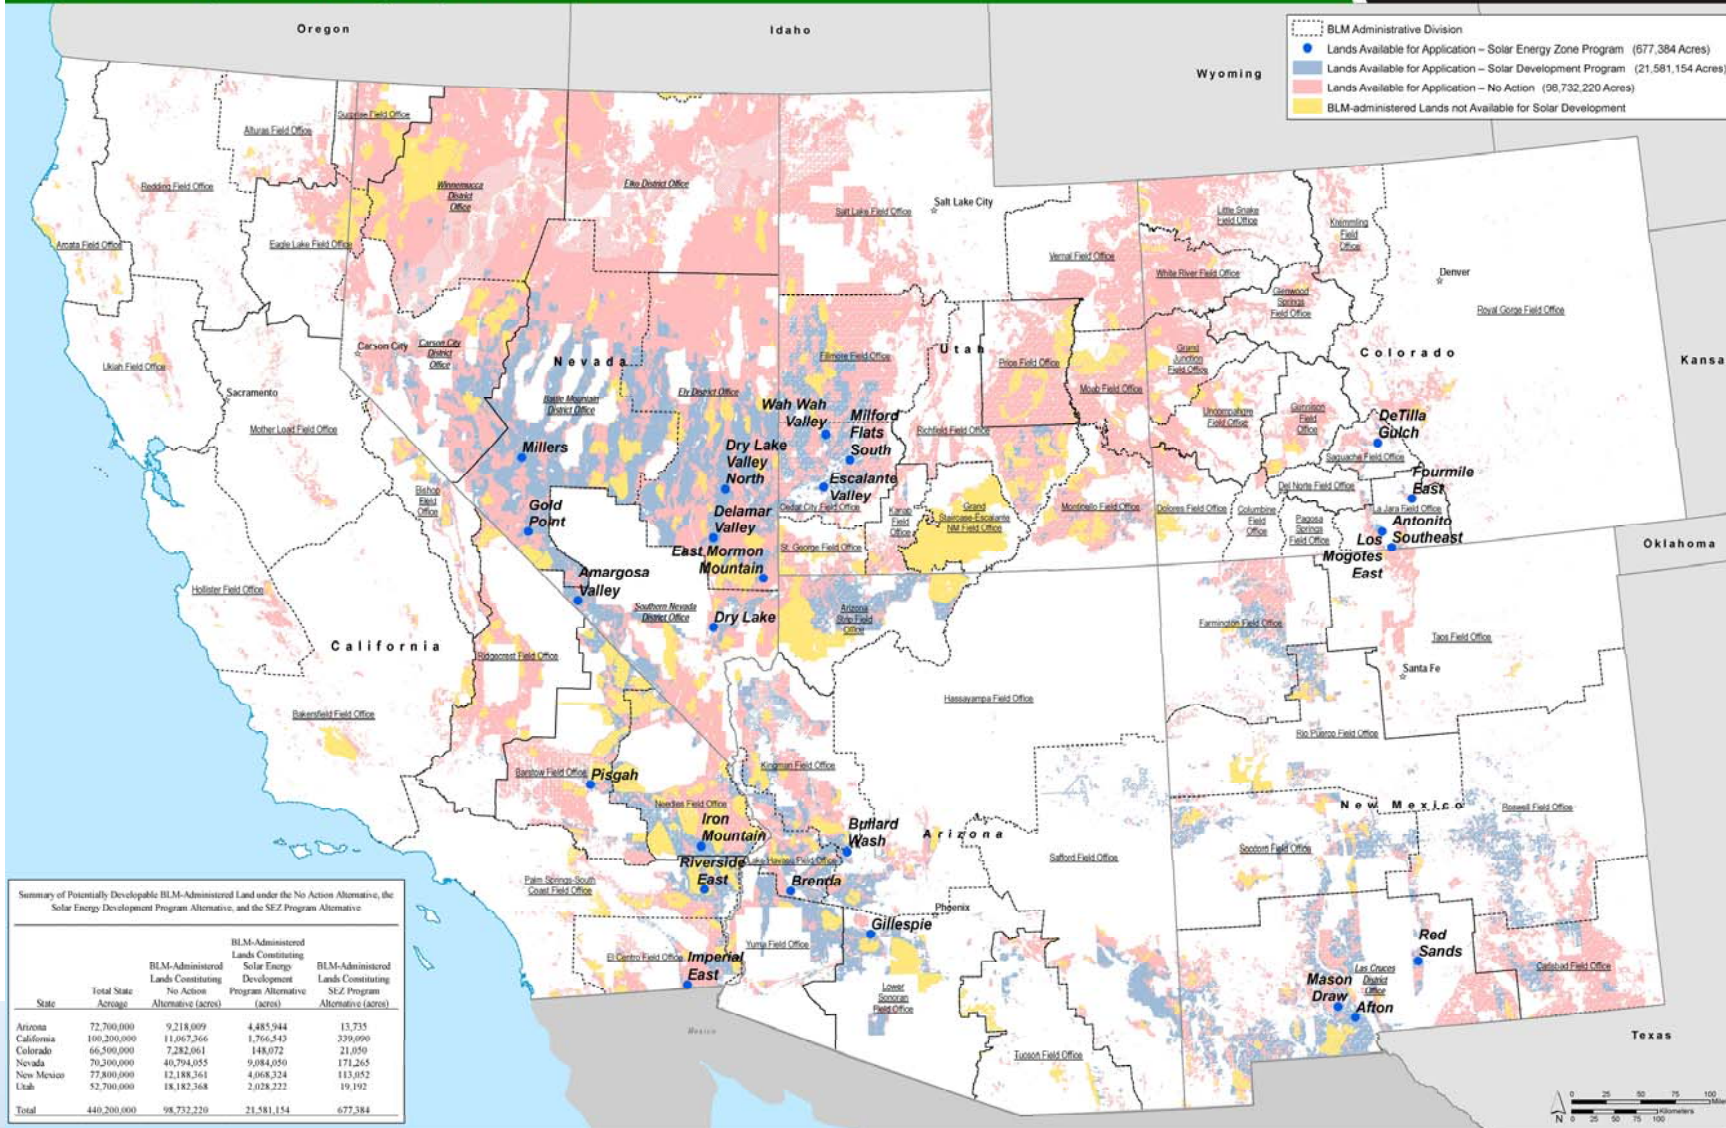 Oregon
Idaho
Wyoming
BLM Administrative Division
Lands Available for Application – Solar Energy Zone Program (677,384 Acres)
Lands Available for Application – Solar Development Program (21,581,154 Acres)
Lands Available for Application – No Action (98,732,220 Acres)
BLM-administered Lands not Available for Solar Development
Surprise Field Office
Alturas Field Office
Redding Field Office
Winnemucca
District
Office
Elko District Office
Salt Lake Field Office
Salt Lake City
Little Snake
Field Office
Kremmling
Field
Office
Arcata Field Office
Eagle Lake Field Office
Vernal Field Office
White River Field Office
Denver
Glenwood
Springs
Field Office
Royal Gorge Field Office
Carson City
Carson City
District
Office
Nevada
Fillmore Field Office
Utah
Price Field Office
Grand
Junction
Field Office
Colorado
Kansa
Ukiah Field Office
Sacramento
Battle Mountain
District Office
Ely District Office
Moab Field Office
Mother Load Field Office
Wah Wah
Valley
Milford
Flats
South
Richfield Field Office
Uncompahgre
Field Office
Gunnison
Field
Office
DeTilla
Gulch
Millers
Dry Lake
Valley
North
Escalante
Valley
Saguache Field Office
Fourmile
East
Bishop
Field
Office
Gold
Point
Delamar
Valley
Cedar City Field Office
Kanab
Field
Office
Grand
Staircase-Escalante
NM Field Office
Monticello Field Office
Dolores Field Office
Columbine
Field
Office
Pagosa
Springs
Field Office
Del Norte Field Office
La Jara Field Office
Antonito
Southeast
Los
Mogotes
East
Oklahoma
East Mormon
Mountain
St. George Field Office
Amargosa
Valley
Hollister Field Office
Southern Nevada
District Office
Dry Lake
Arizona
Strip Field
Office
Farmington Field Office
Taos Field Office
California
Ridgecrest Field Office
Santa Fe
Hassayampa Field Office
Bakersfield Field Office
Rio Puerco Field Office
Barstow Field Office
Pisgah
Kingman Field Office
Needles Field Office
Iron
Mountain
Bullard
Wash
Arizona
New Mexico
Roswell Field Office
Riverside
East
Lake Havasu Field Office
Safford Field Office
Socorro Field Office
Palm Springs-South
Coast Field Office
Brenda
Phoenix
Gillespie
Yuma Field Office
El Centro Field Office
Imperial
East
Red
Sands
Lower
Sonoran
Field Office
Mason
Draw
Las Cruces
District
Office
Afton
Carlsbad Field Office
Mexico
Tucson Field Office
Texas
Summary of Potentially Developable BLM-Administered Land under the No Action Alternative, the
Solar Energy Development Program Alternative, and the SEZ Program Alternative
State
Total State
Acreage
BLM-Administered
Lands Constituting
No Action
Alternative (acres)
BLM-Administered
Lands Constituting
Solar Energy
Development
Program Alternative
(acres)
BLM-Administered
Lands Constituting
SEZ Program
Alternative (acres)
Arizona 72,700,000 9,218,009 4,485,944 13,735
California 100,200,000 11,067,366 1,766,543 339,090
Colorado 66,500,000 7,282,061 148,072 21,050
Nevada 70,300,000 40,794,055 9,084,050 171,265
New Mexico 77,800,000 12,188,361 4,068,324 113,052
Utah 52,700,000 18,182,368 2,028,222 19,192
Total 440,200,000 98,732,220 21,581,154 677,384
0 25 50 75 100
Miles
Kilometers
0 25 50 75 100
N